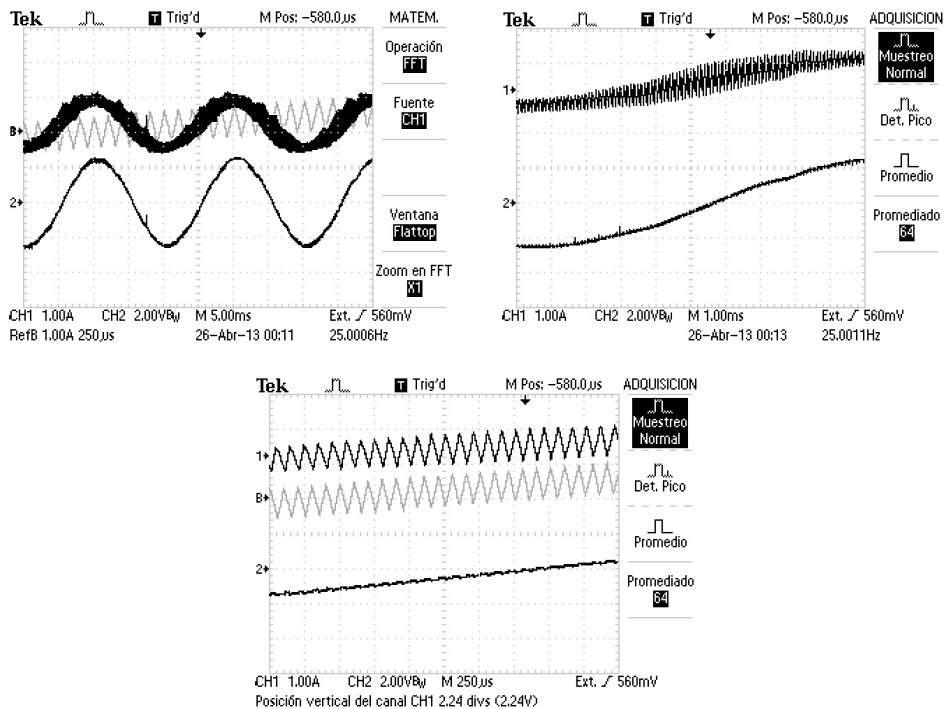 Tek T Trig'd M Pos: -580.0µs MATEM.
Operación
FFT
Fuente
CH1
B
2
Ventana
Flattop
Zoom en FFT
X1
CH1 1.00A CH2 2.00VBW M 5.00ms Ext. 560mV
RefB 1.00A 250µs 26-Abr-13 00:11 25.0006Hz
Tek T Trig'd M Pos: -580.0µs ADQUISICION
Muestreo
Normal
1
Det. Pico
Promedio
2
Promediado
64
CH1 1.00A CH2 2.00VBW M 1.00ms Ext. 560mV
26-Abr-13 00:13 25.0011Hz
Tek T Trig'd M Pos: -580.0µs ADQUISICION
Muestreo
Normal
1
Det. Pico
B
Promedio
2
Promediado
64
CH1 1.00A CH2 2.00VBW M 250µs Ext. 560mV
Posición vertical del canal CH1 2.24 divs (2.24V)